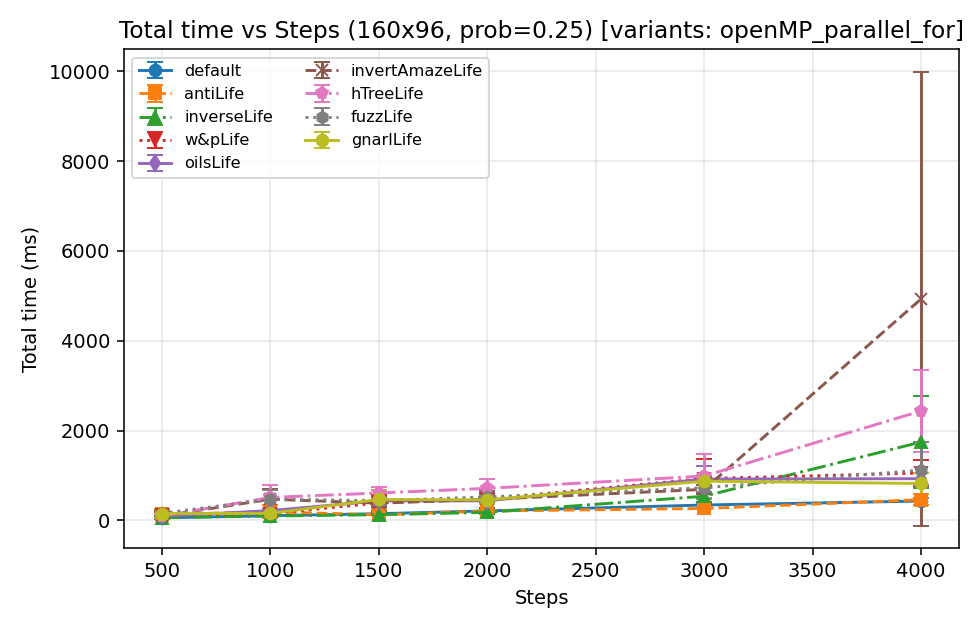 Total time vs Steps (160x96, prob=0.25) [variants: openMP_parallel_for]
default
antiLife
inverseLife
w&pLife
oilsLife
invertAmazeLife
hTreeLife
fuzzLife
gnarlLife
Total time (ms)
10000
8000
6000
4000
2000
0
500
1000
1500
2000
2500
3000
3500
4000
Steps